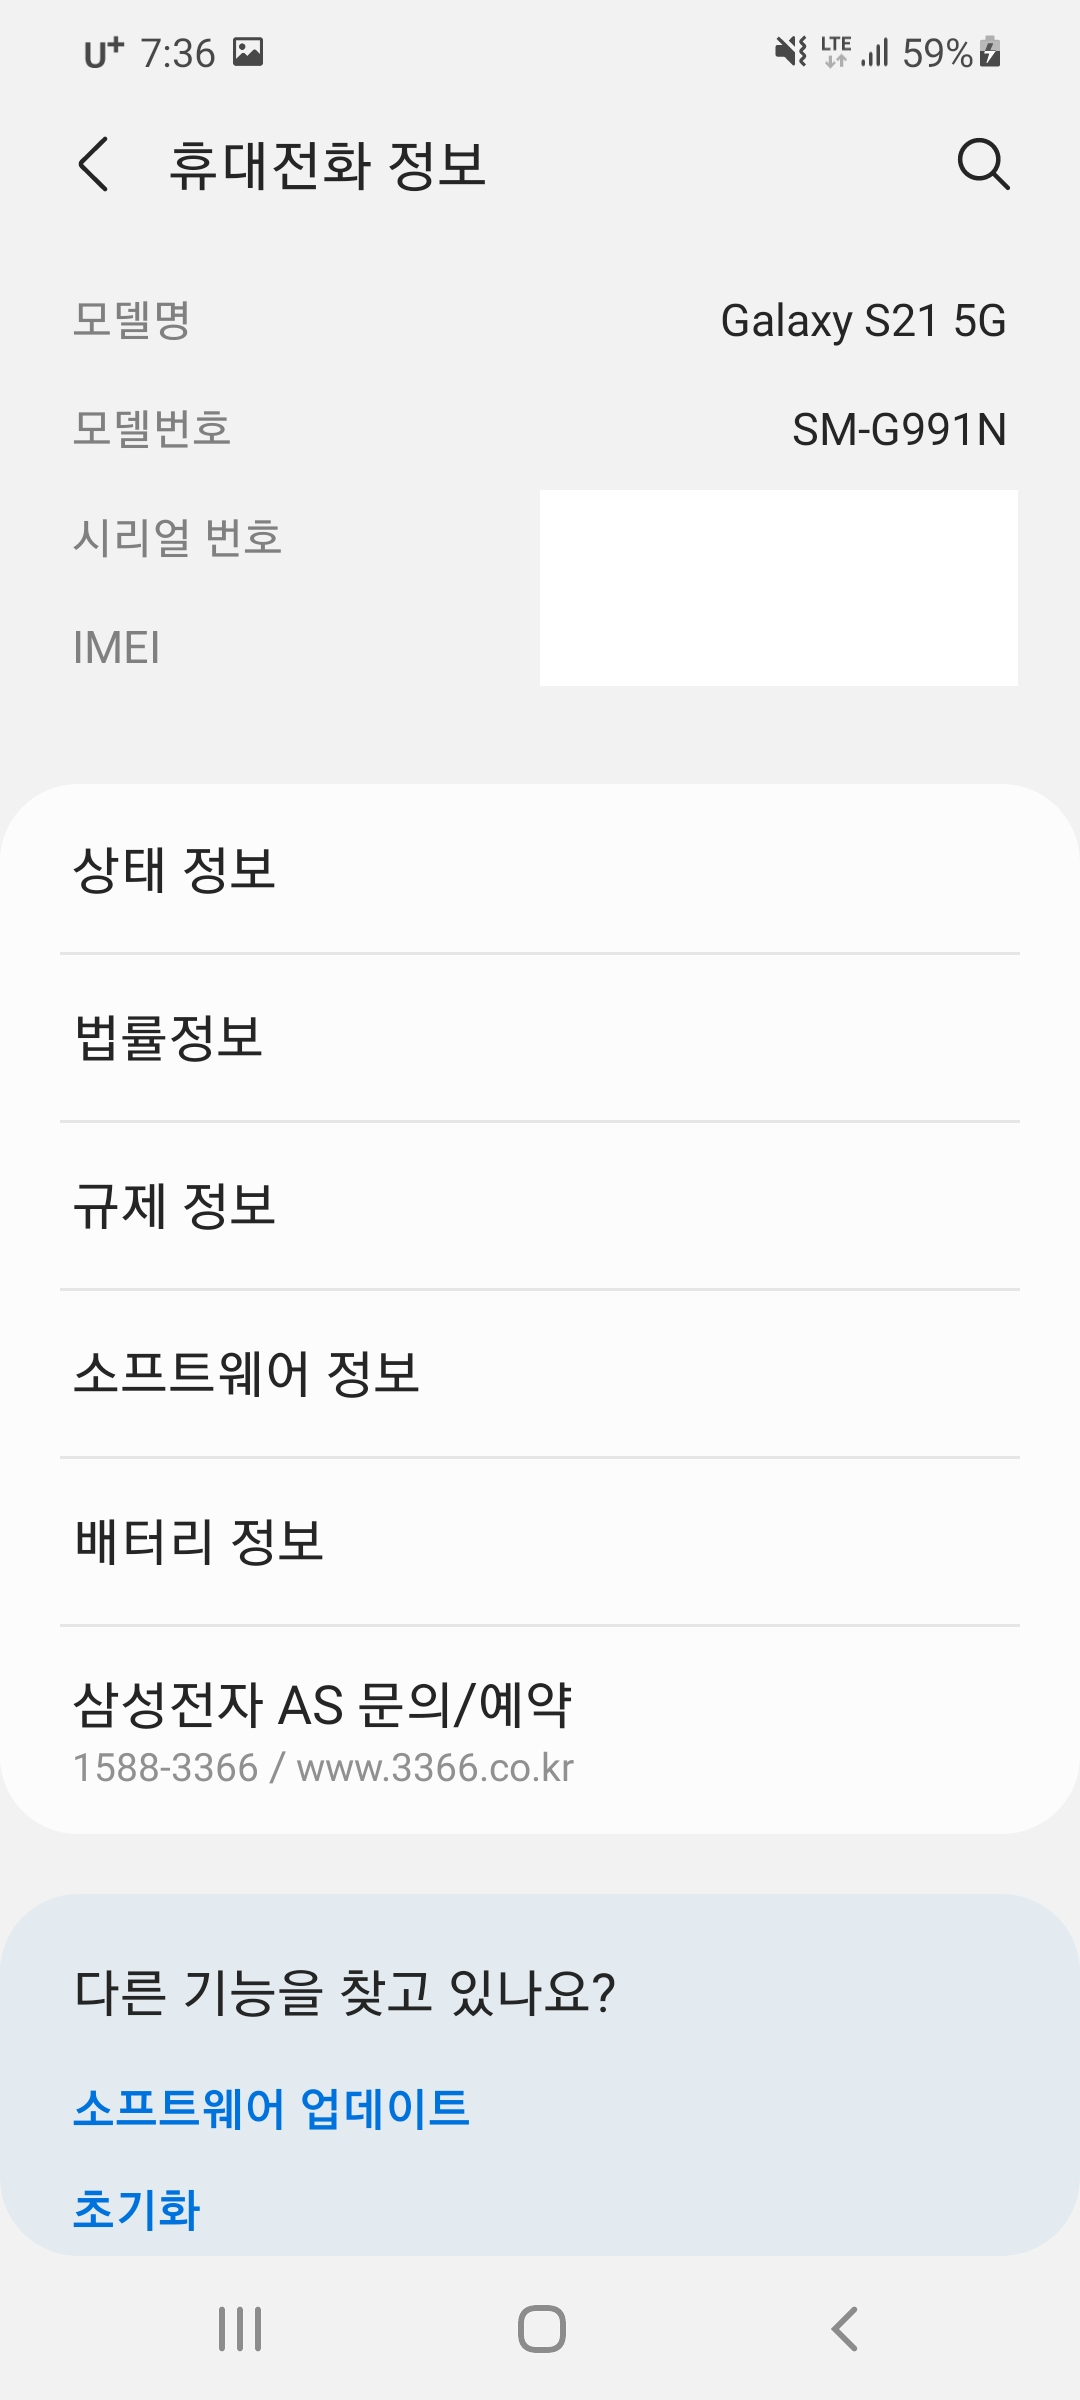 U+ 7:36 LTE 59%
휴대전화 정보
모델명 Galaxy S21 5G
모델번호 SM-G991N
시리얼 번호
IMEI
상태 정보
법률정보
규제 정보
소프트웨어 정보
배터리 정보
삼성전자 AS 문의/예약
1588-3366 / www.3366.co.kr
다른 기능을 찾고 있나요?
소프트웨어 업데이트
초기화